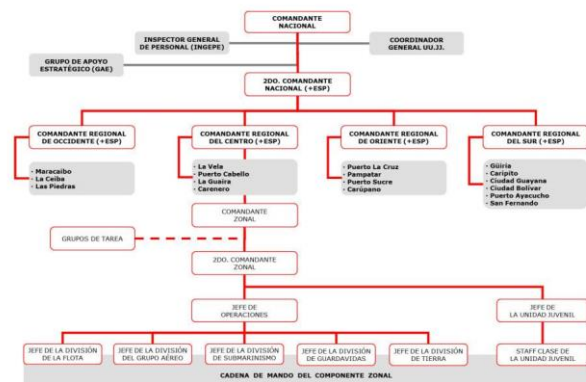 COMANDANTE
NACIONAL
INSPECTOR GENERAL
DE PERSONAL (INGEPE)
COORDINADOR
GENERAL UU.JJ.
GRUPO DE APOYO
ESTRATÉGICO (GAE)
2DO. COMANDANTE
NACIONAL (+ESP)
COMANDANTE REGIONAL
DE OCCIDENTE (+ESP)
COMANDANTE REGIONAL
DEL CENTRO (+ESP)
COMANDANTE REGIONAL
DE ORIENTE (+ESP)
COMANDANTE REGIONAL
DEL SUR (+ESP)
- Maracaibo
- La Ceiba
- Las Piedras
- La Vela
- Puerto Cabello
- La Guaira
- Carenero
- Puerto La Cruz
- Pampatar
- Puerto Sucre
- Carúpano
- Güiria
- Caripito
- Ciudad Guayana
- Ciudad Bolívar
- Puerto Ayacucho
- San Fernando
COMANDANTE
ZONAL
GRUPOS DE TAREA
2DO. COMANDANTE
ZONAL
JEFE DE
OPERACIONES
JEFE DE
LA UNIDAD JUVENIL
JEFE DE LA DIVISIÓN
DE LA FLOTA
JEFE DE LA DIVISIÓN
DEL GRUPO AÉREO
JEFE DE LA DIVISIÓN
DE SUBMARINISMO
JEFE DE LA DIVISIÓN
DE GUARDAVIDAS
JEFE DE LA DIVISIÓN
DE TIERRA
STAFF CLASE DE
LA UNIDAD JUVENIL
CADENA DE MANDO DEL COMPONENTE ZONAL